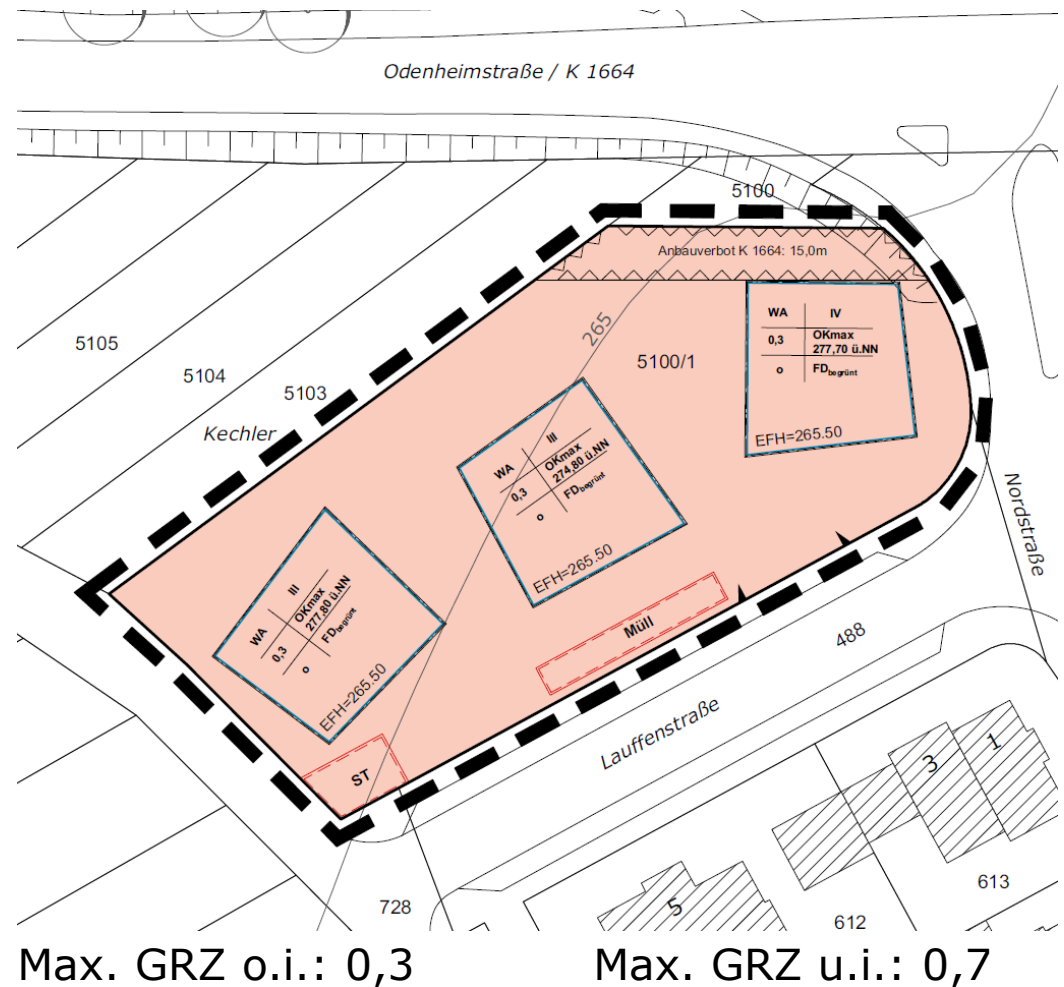 Odenheimstraße / K 1664
5100
Anbauverbot K 1664: 15,0m
WA IV
0,3 OKmax
277,70 ü.NN
o FDbegrünt
EFH=265.50
265
5100/1
5105
5104
5103
Kechler
WA III
0,3 OKmax
274,80 ü.NN
o FDbegrünt
EFH=265.50
WA III
0,3 OKmax
277,80 ü.NN
o FDbegrünt
EFH=265.50
Müll
ST
Nordstraße
488
Lauffenstraße
1
3
5
613
612
728
Max. GRZ o.i.: 0,3 Max. GRZ u.i.: 0,7